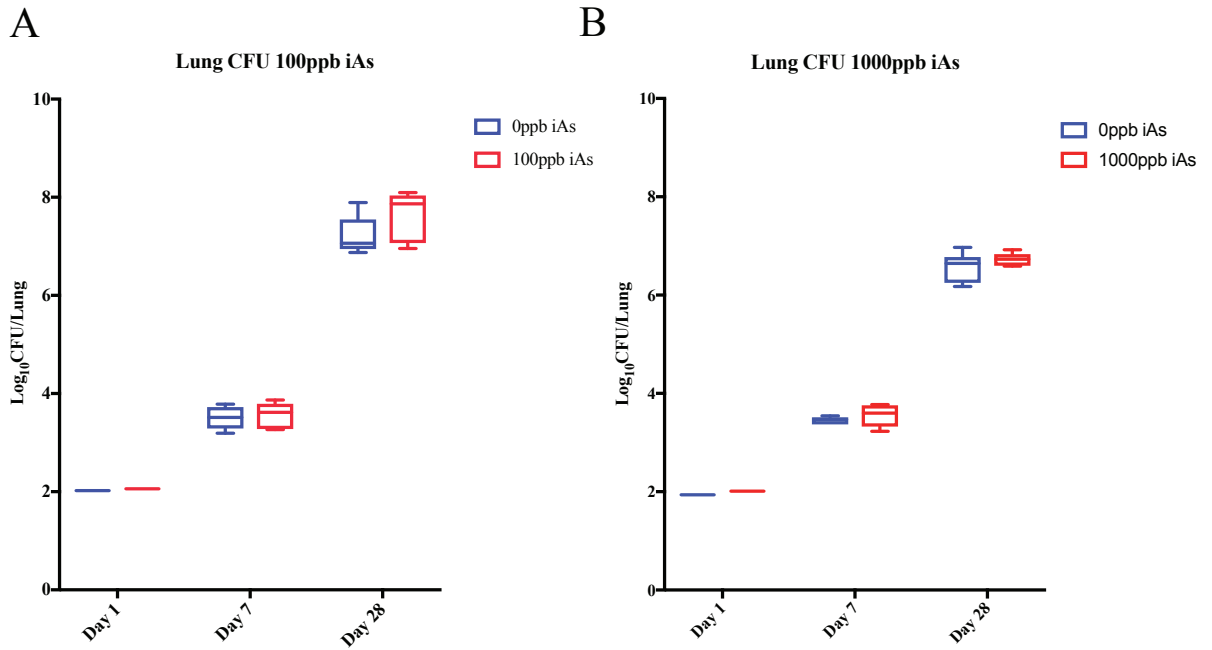 A
Lung CFU 100ppb iAs
0ppb iAs
100ppb iAs
Log10CFU/Lung
10
8
6
4
2
0
Day 1
Day 7
Day 28
B
Lung CFU 1000ppb iAs
0ppb iAs
1000ppb iAs
Log10CFU/Lung
10
8
6
4
2
0
Day 1
Day 7
Day 28